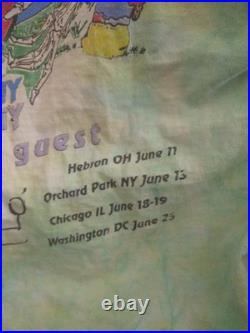 guest
Hebron OH June 11
Orchard Park NY June 13
Chicago IL June 18-19
Washington DC June 25